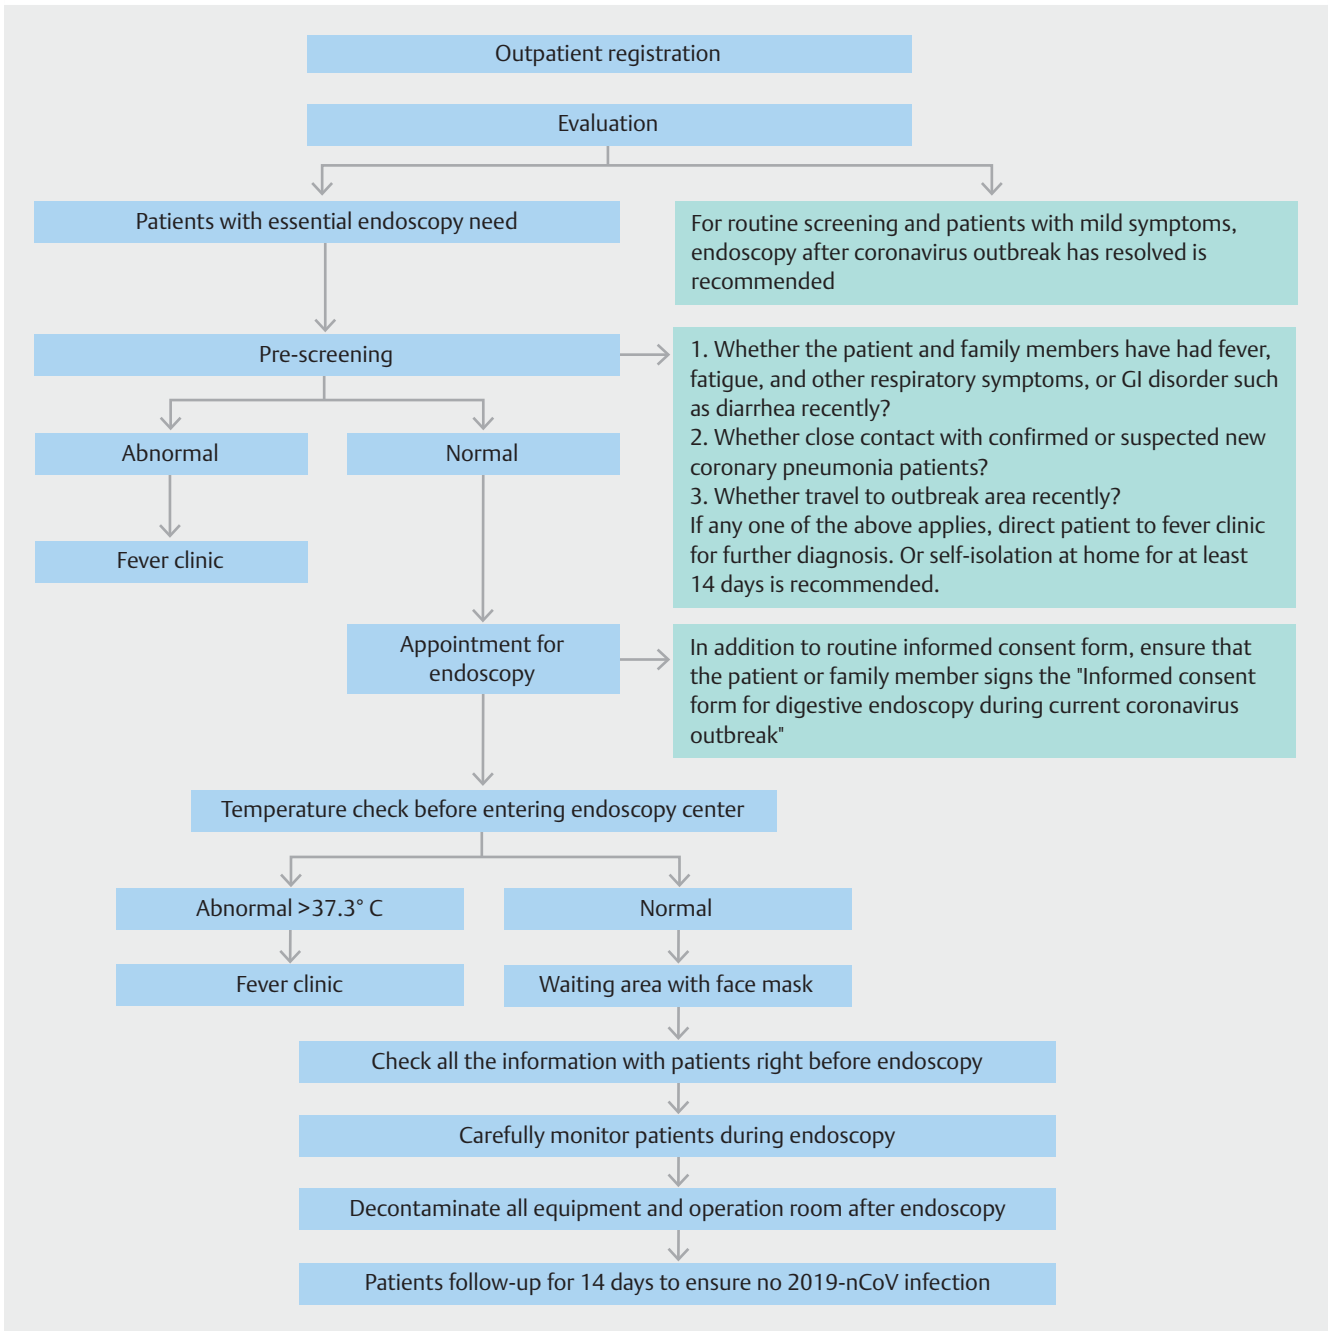 Outpatient registration
Evaluation
Patients with essential endoscopy need
For routine screening and patients with mild symptoms,
endoscopy after coronavirus outbreak has resolved is
recommended
Pre-screening
1. Whether the patient and family members have had fever,
fatigue, and other respiratory symptoms, or GI disorder such
as diarrhea recently?
2. Whether close contact with confirmed or suspected new
coronary pneumonia patients?
3. Whether travel to outbreak area recently?
If any one of the above applies, direct patient to fever clinic
for further diagnosis. Or self-isolation at home for at least
14 days is recommended.
Abnormal
Normal
Fever clinic
Appointment for
endoscopy
In addition to routine informed consent form, ensure that
the patient or family member signs the "Informed consent
form for digestive endoscopy during current coronavirus
outbreak"
Temperature check before entering endoscopy center
Abnormal >37.3° C
Normal
Fever clinic
Waiting area with face mask
Check all the information with patients right before endoscopy
Carefully monitor patients during endoscopy
Decontaminate all equipment and operation room after endoscopy
Patients follow-up for 14 days to ensure no 2019-nCoV infection